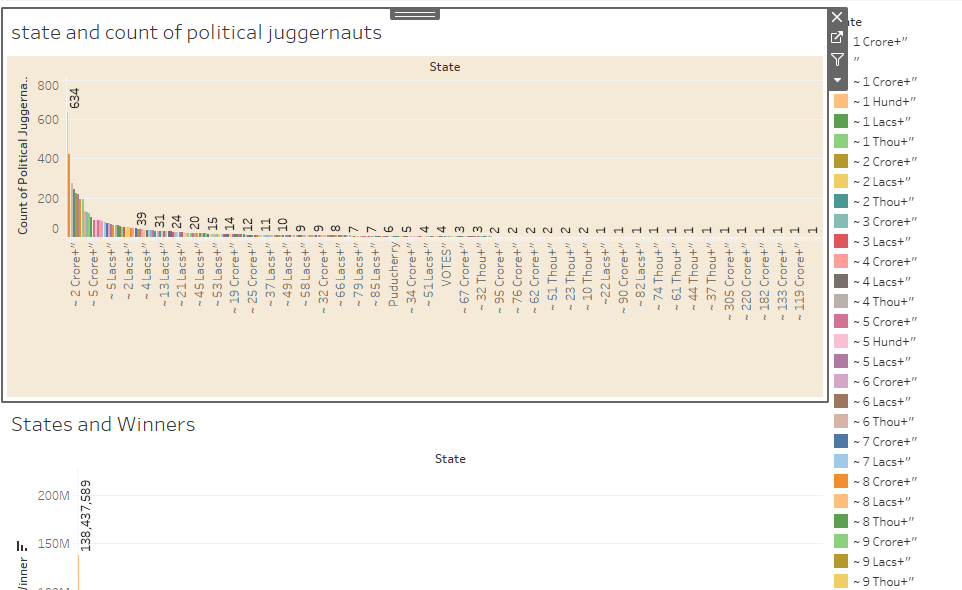 state and count of political juggernauts
State
Count of Political Juggerna..
800
600
400
200
0
634
39
31
24
20
15
14
12
11
10
9
9
8
7
7
6
5
4
4
3
3
2
2
2
2
2
2
1
1
1
1
1
1
1
1
1
1
1
1
1
~ 2 Crore+”
~ 5 Crore+”
~ 5 Lacs+”
~ 2 Lacs+”
~ 4 Lacs+”
~ 13 Lacs+”
~ 21 Lacs+”
~ 45 Lacs+”
~ 53 Lacs+”
~ 19 Crore+”
~ 25 Crore+”
~ 37 Lacs+”
~ 49 Lacs+”
~ 58 Lacs+”
~ 32 Crore+”
~ 66 Lacs+”
~ 79 Lacs+”
~ 85 Lacs+”
Puducherry
~ 34 Crore+”
~ 51 Lacs+”
VOTES”
~ 67 Crore+”
~ 32 Thou+”
~ 95 Crore+”
~ 76 Crore+”
~ 62 Crore+”
~ 51 Thou+”
~ 23 Thou+”
~ 10 Thou+”
~22 Lacs+”
~ 90 Crore+”
~ 82 Lacs+”
~ 74 Thou+”
~ 61 Thou+”
~ 44 Thou+”
~ 37 Thou+”
~ 305 Crore+”
~ 220 Crore+”
~ 182 Crore+”
~ 133 Crore+”
~ 119 Crore+”
States and Winners
State
200M
150M
138,437,589
1 Crore+”
”
~ 1 Crore+”
~ 1 Hund+”
~ 1 Lacs+”
~ 1 Thou+”
~ 2 Crore+”
~ 2 Lacs+”
~ 2 Thou+”
~ 3 Crore+”
~ 3 Lacs+”
~ 4 Crore+”
~ 4 Lacs+”
~ 4 Thou+”
~ 5 Crore+”
~ 5 Hund+”
~ 5 Lacs+”
~ 6 Crore+”
~ 6 Lacs+”
~ 6 Thou+”
~ 7 Crore+”
~ 7 Lacs+”
~ 8 Crore+”
~ 8 Lacs+”
~ 8 Thou+”
~ 9 Crore+”
~ 9 Lacs+”
~ 9 Thou+”